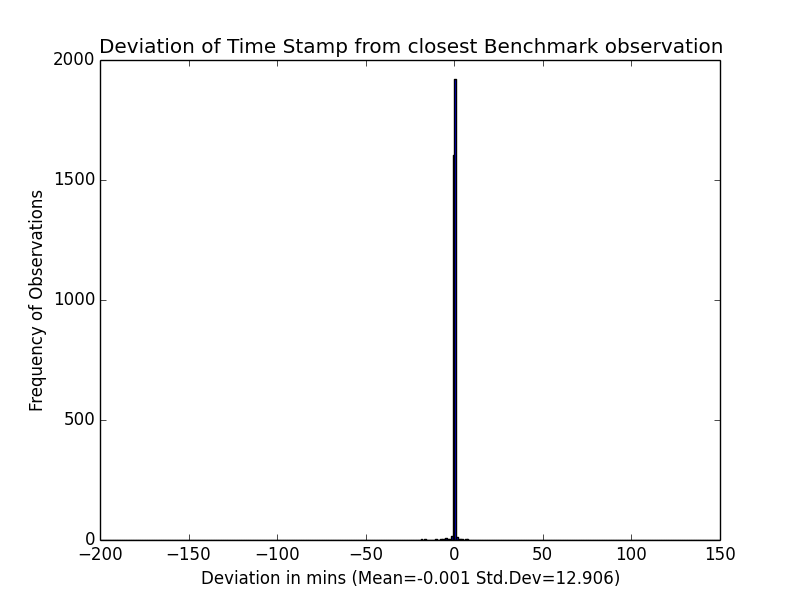 Deviation of Time Stamp from closest Benchmark observation
2000
1500
1000
500
0
Frequency of Observations
−200 −150 −100 −50 0 50 100 150
Deviation in mins (Mean=-0.001 Std.Dev=12.906)